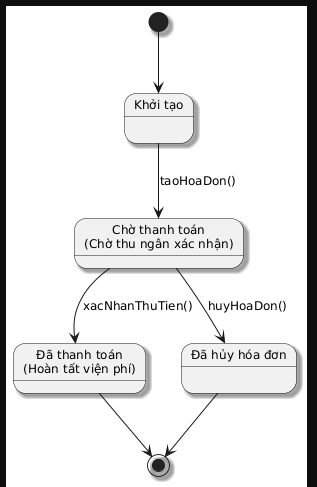 Khởi tạo
taoHoaDon()
Chờ thanh toán
(Chờ thu ngân xác nhận)
xacNhanThuTien()
huyHoaDon()
Đã thanh toán
(Hoàn tất viện phí)
Đã hủy hóa đơn